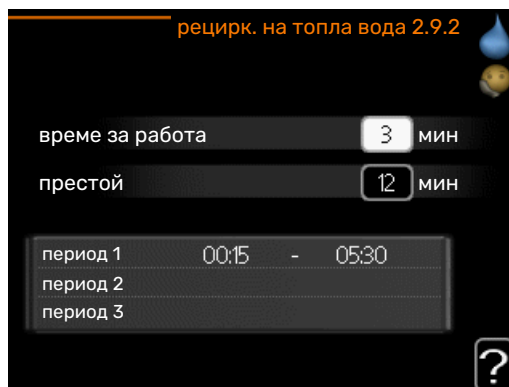 рецирк. на топла вода 2.9.2
време за работа 3 мин
престой 12 мин
период 1 00:15 - 05:30
период 2
период 3
?